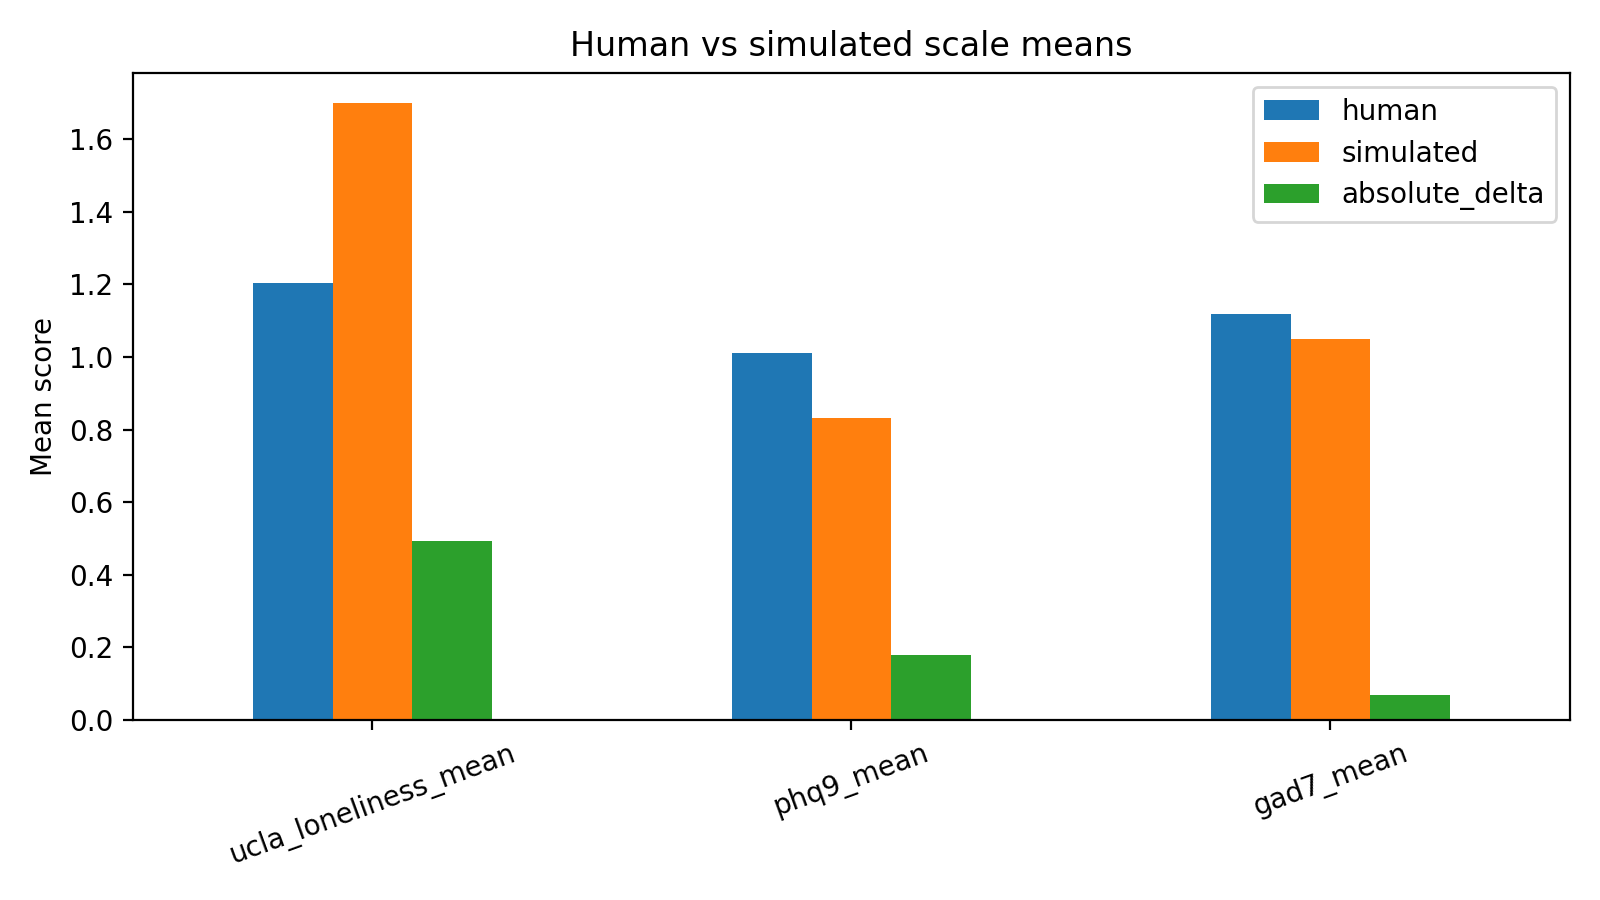 Human vs simulated scale means
human
simulated
absolute_delta
Mean score
1.6
1.4
1.2
1.0
0.8
0.6
0.4
0.2
0.0
ucla_loneliness_mean
phq9_mean
gad7_mean